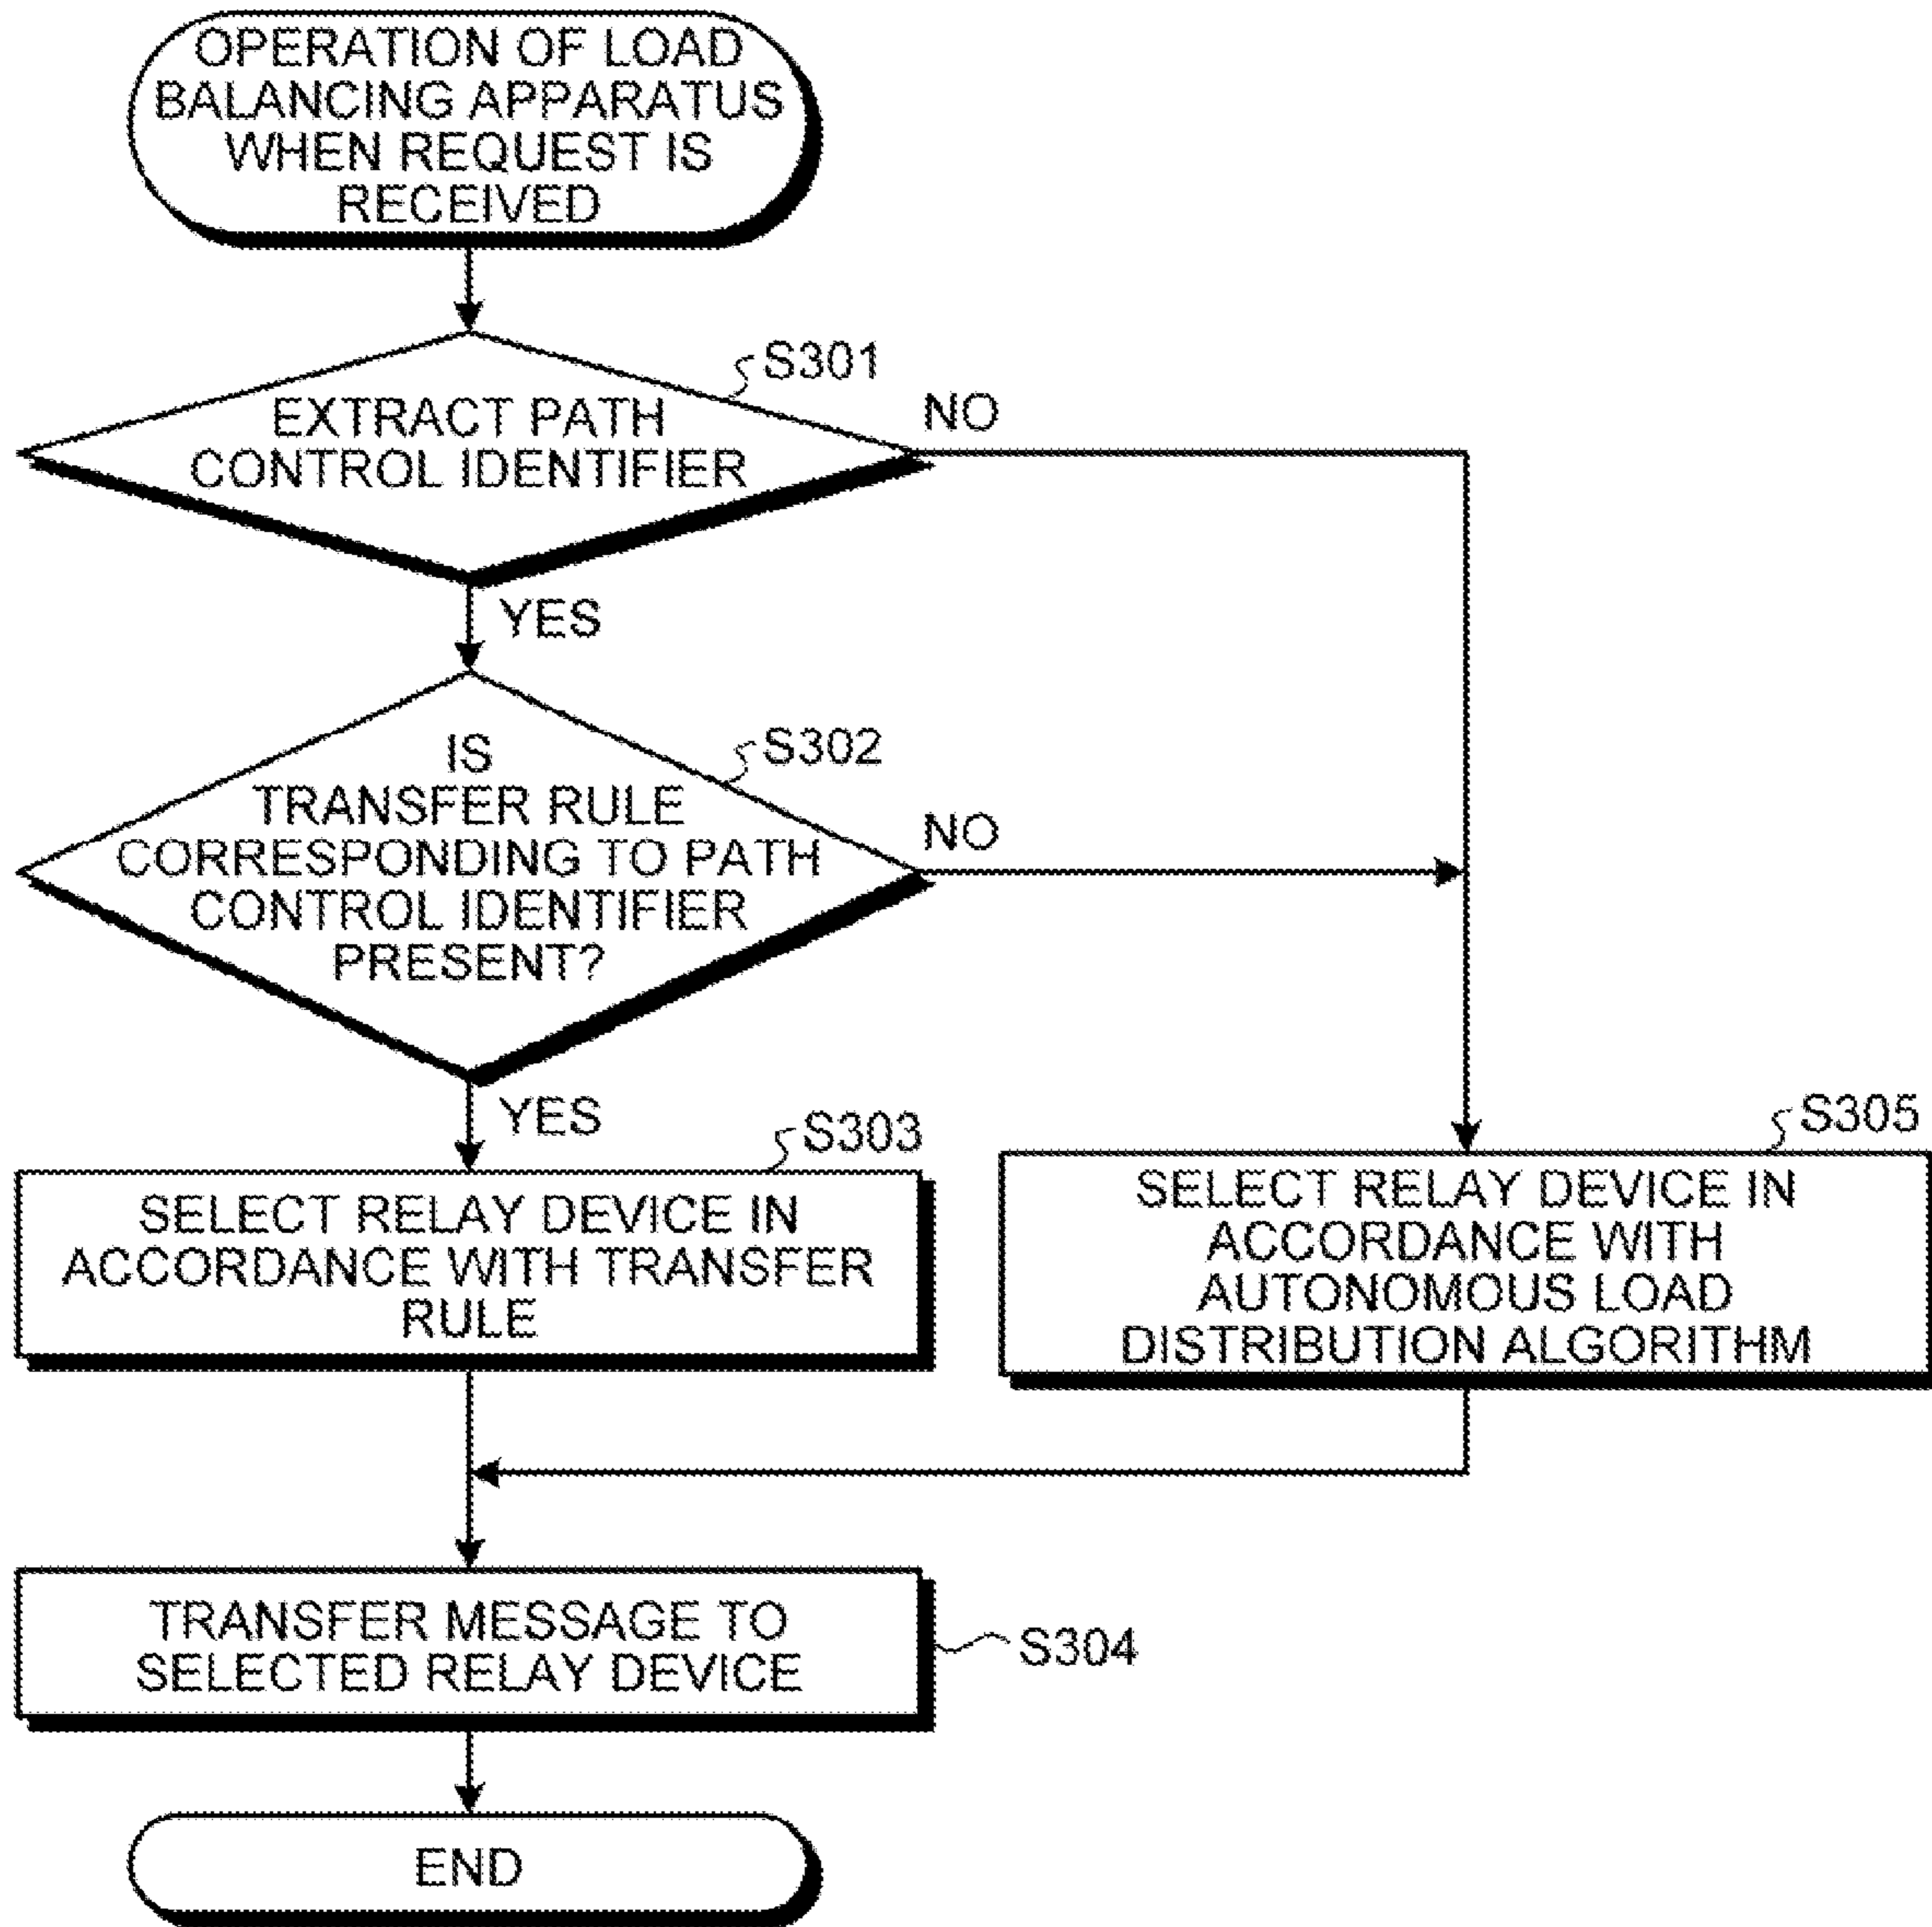 OPERATION OF LOAD
BALANCING APPARATUS
WHEN REQUEST IS
RECEIVED
S301
EXTRACT PATH
CONTROL IDENTIFIER
NO
YES
S302
IS
TRANSFER RULE
CORRESPONDING TO PATH
CONTROL IDENTIFIER
PRESENT?
NO
YES
S303
SELECT RELAY DEVICE IN
ACCORDANCE WITH TRANSFER
RULE
S305
SELECT RELAY DEVICE IN
ACCORDANCE WITH
AUTONOMOUS LOAD
DISTRIBUTION ALGORITHM
TRANSFER MESSAGE TO
SELECTED RELAY DEVICE
S304
END